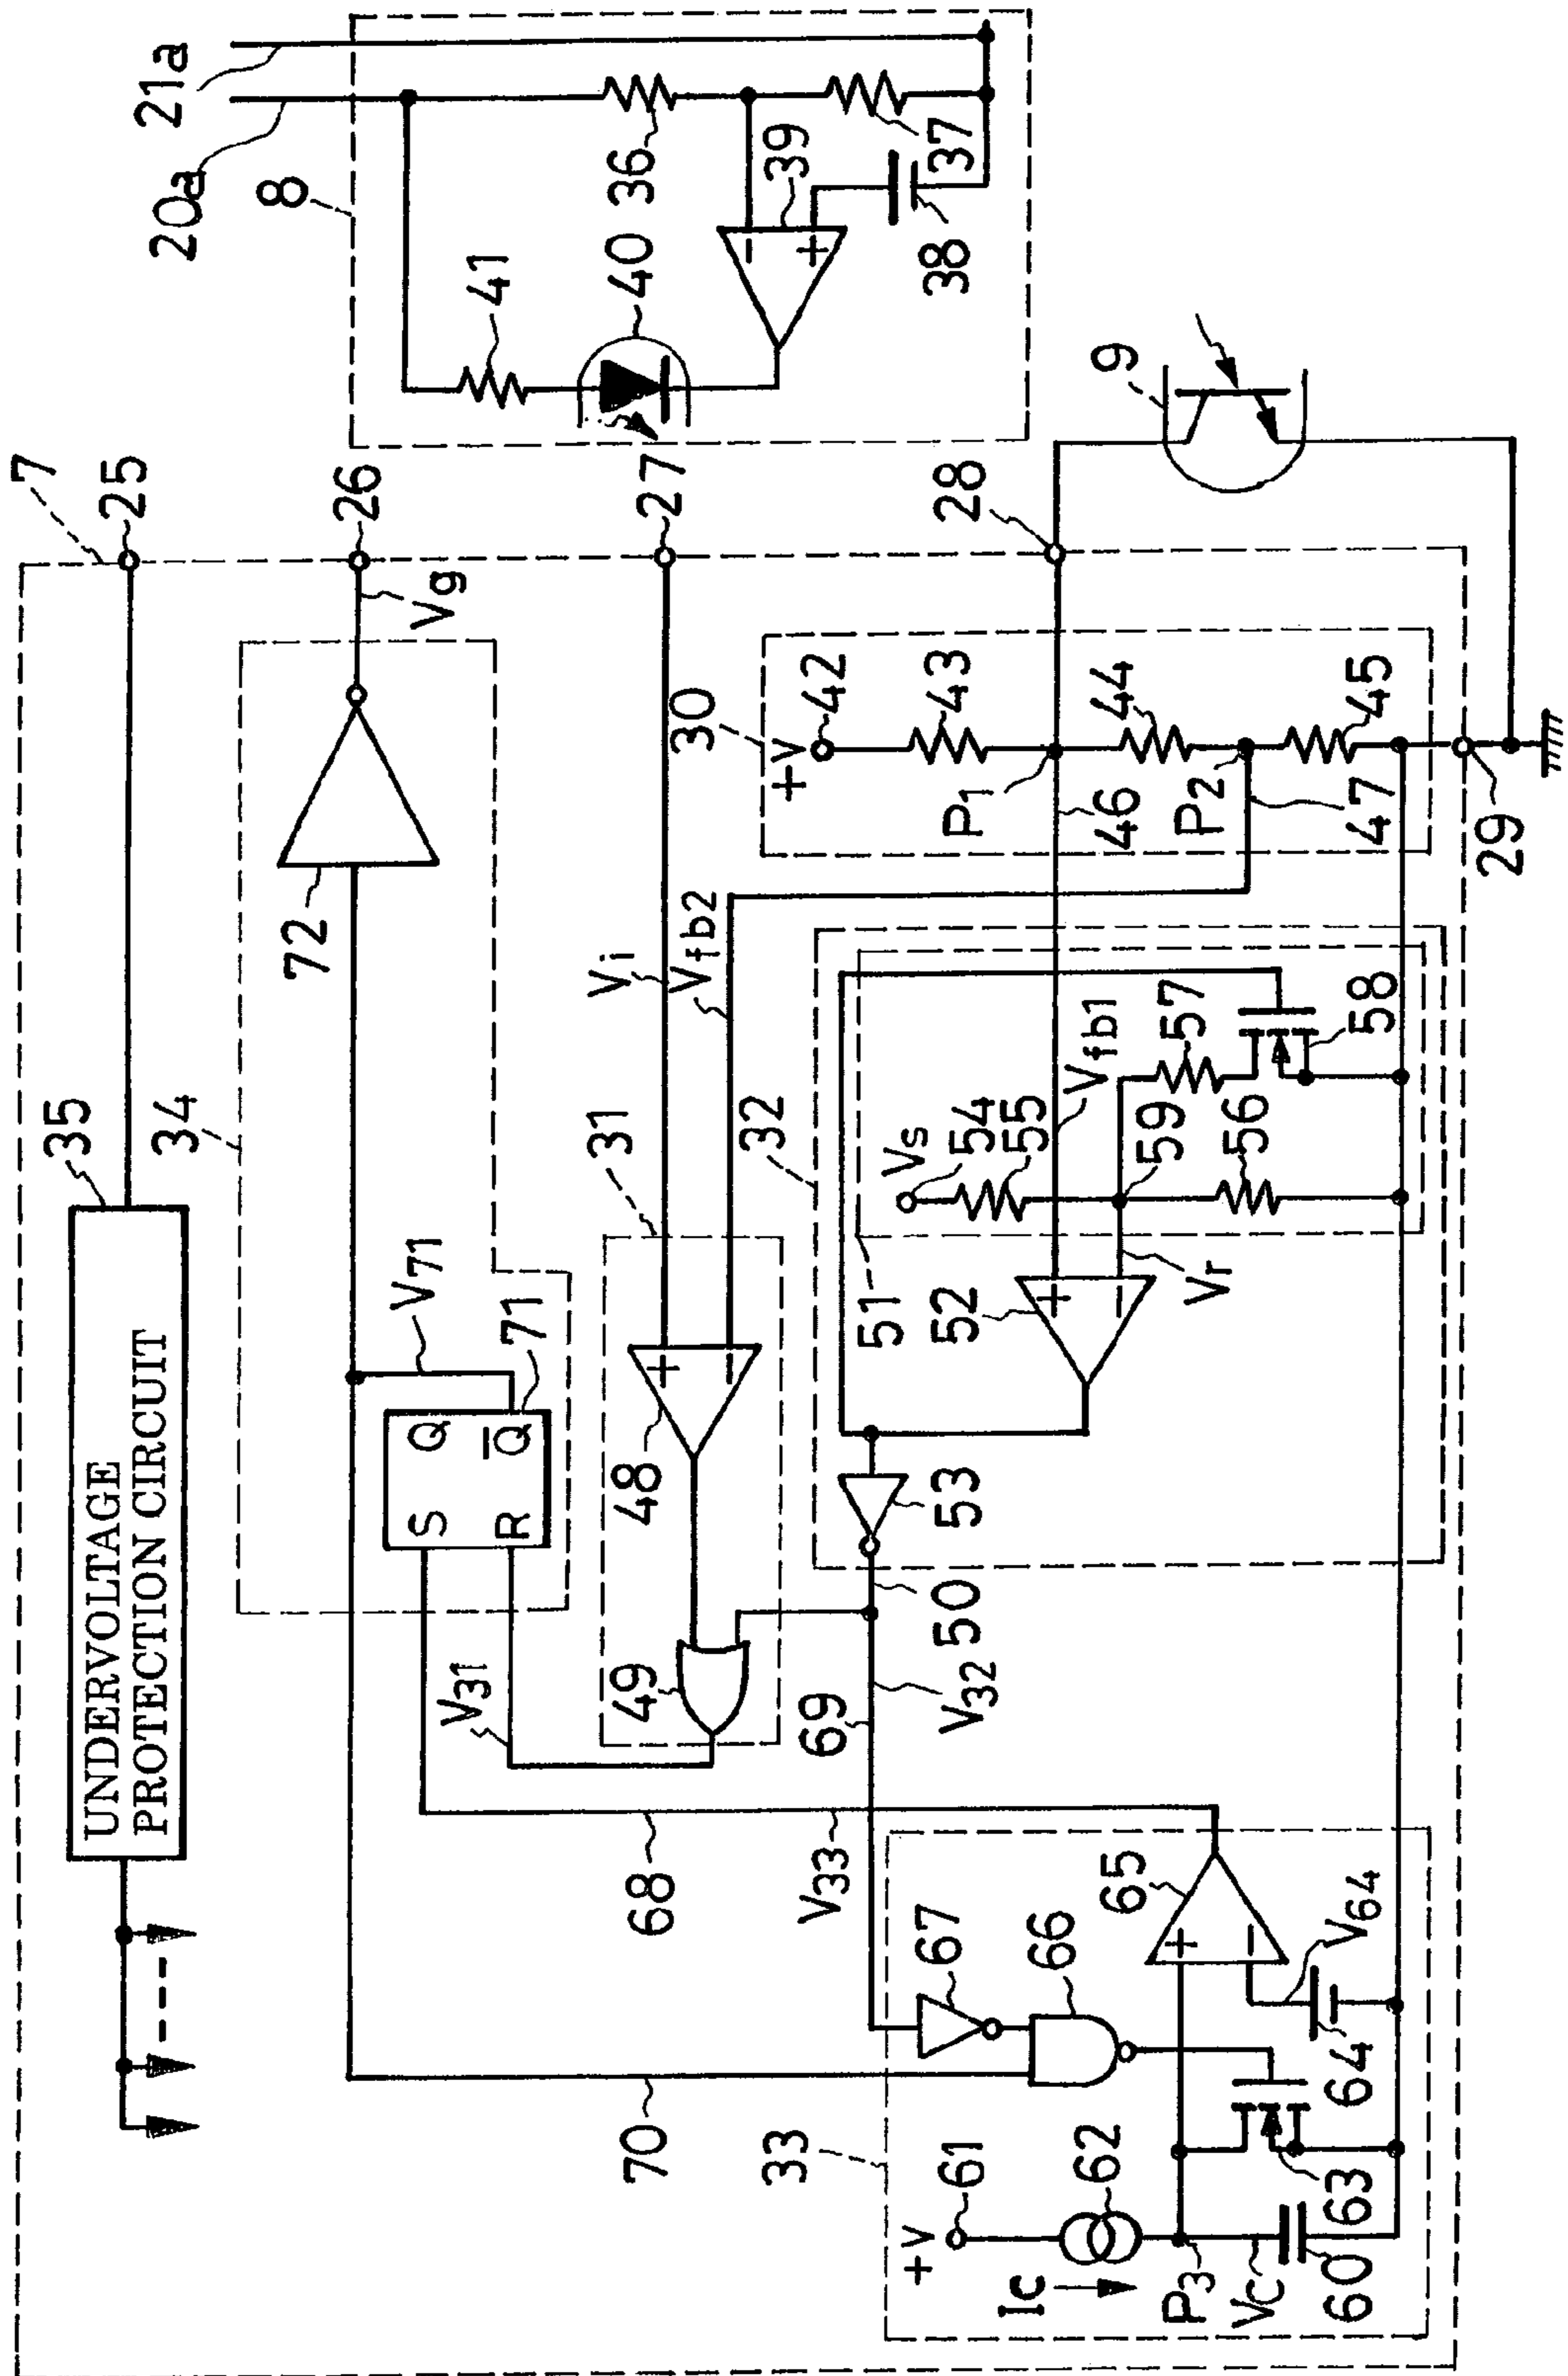 21a
20a
8
41
40
36
39
37
38
−
+
9
7
25
26
27
28
Vg
72
34
35
UNDERVOLTAGE
PROTECTION CIRCUIT
V71
71
S
Q
R
Q̅
30
+V
42
43
P1
44
46
P2
45
47
29
Vi
Vfb2
31
+
−
48
49
V31
32
Vs
54
55
Vfb1
57
58
59
56
51
52
+
−
Vr
53
50
69
V32
68
V33
67
66
65
+
−
V64
64
70
33
+V
61
62
Ic
P3
Vc
63
60